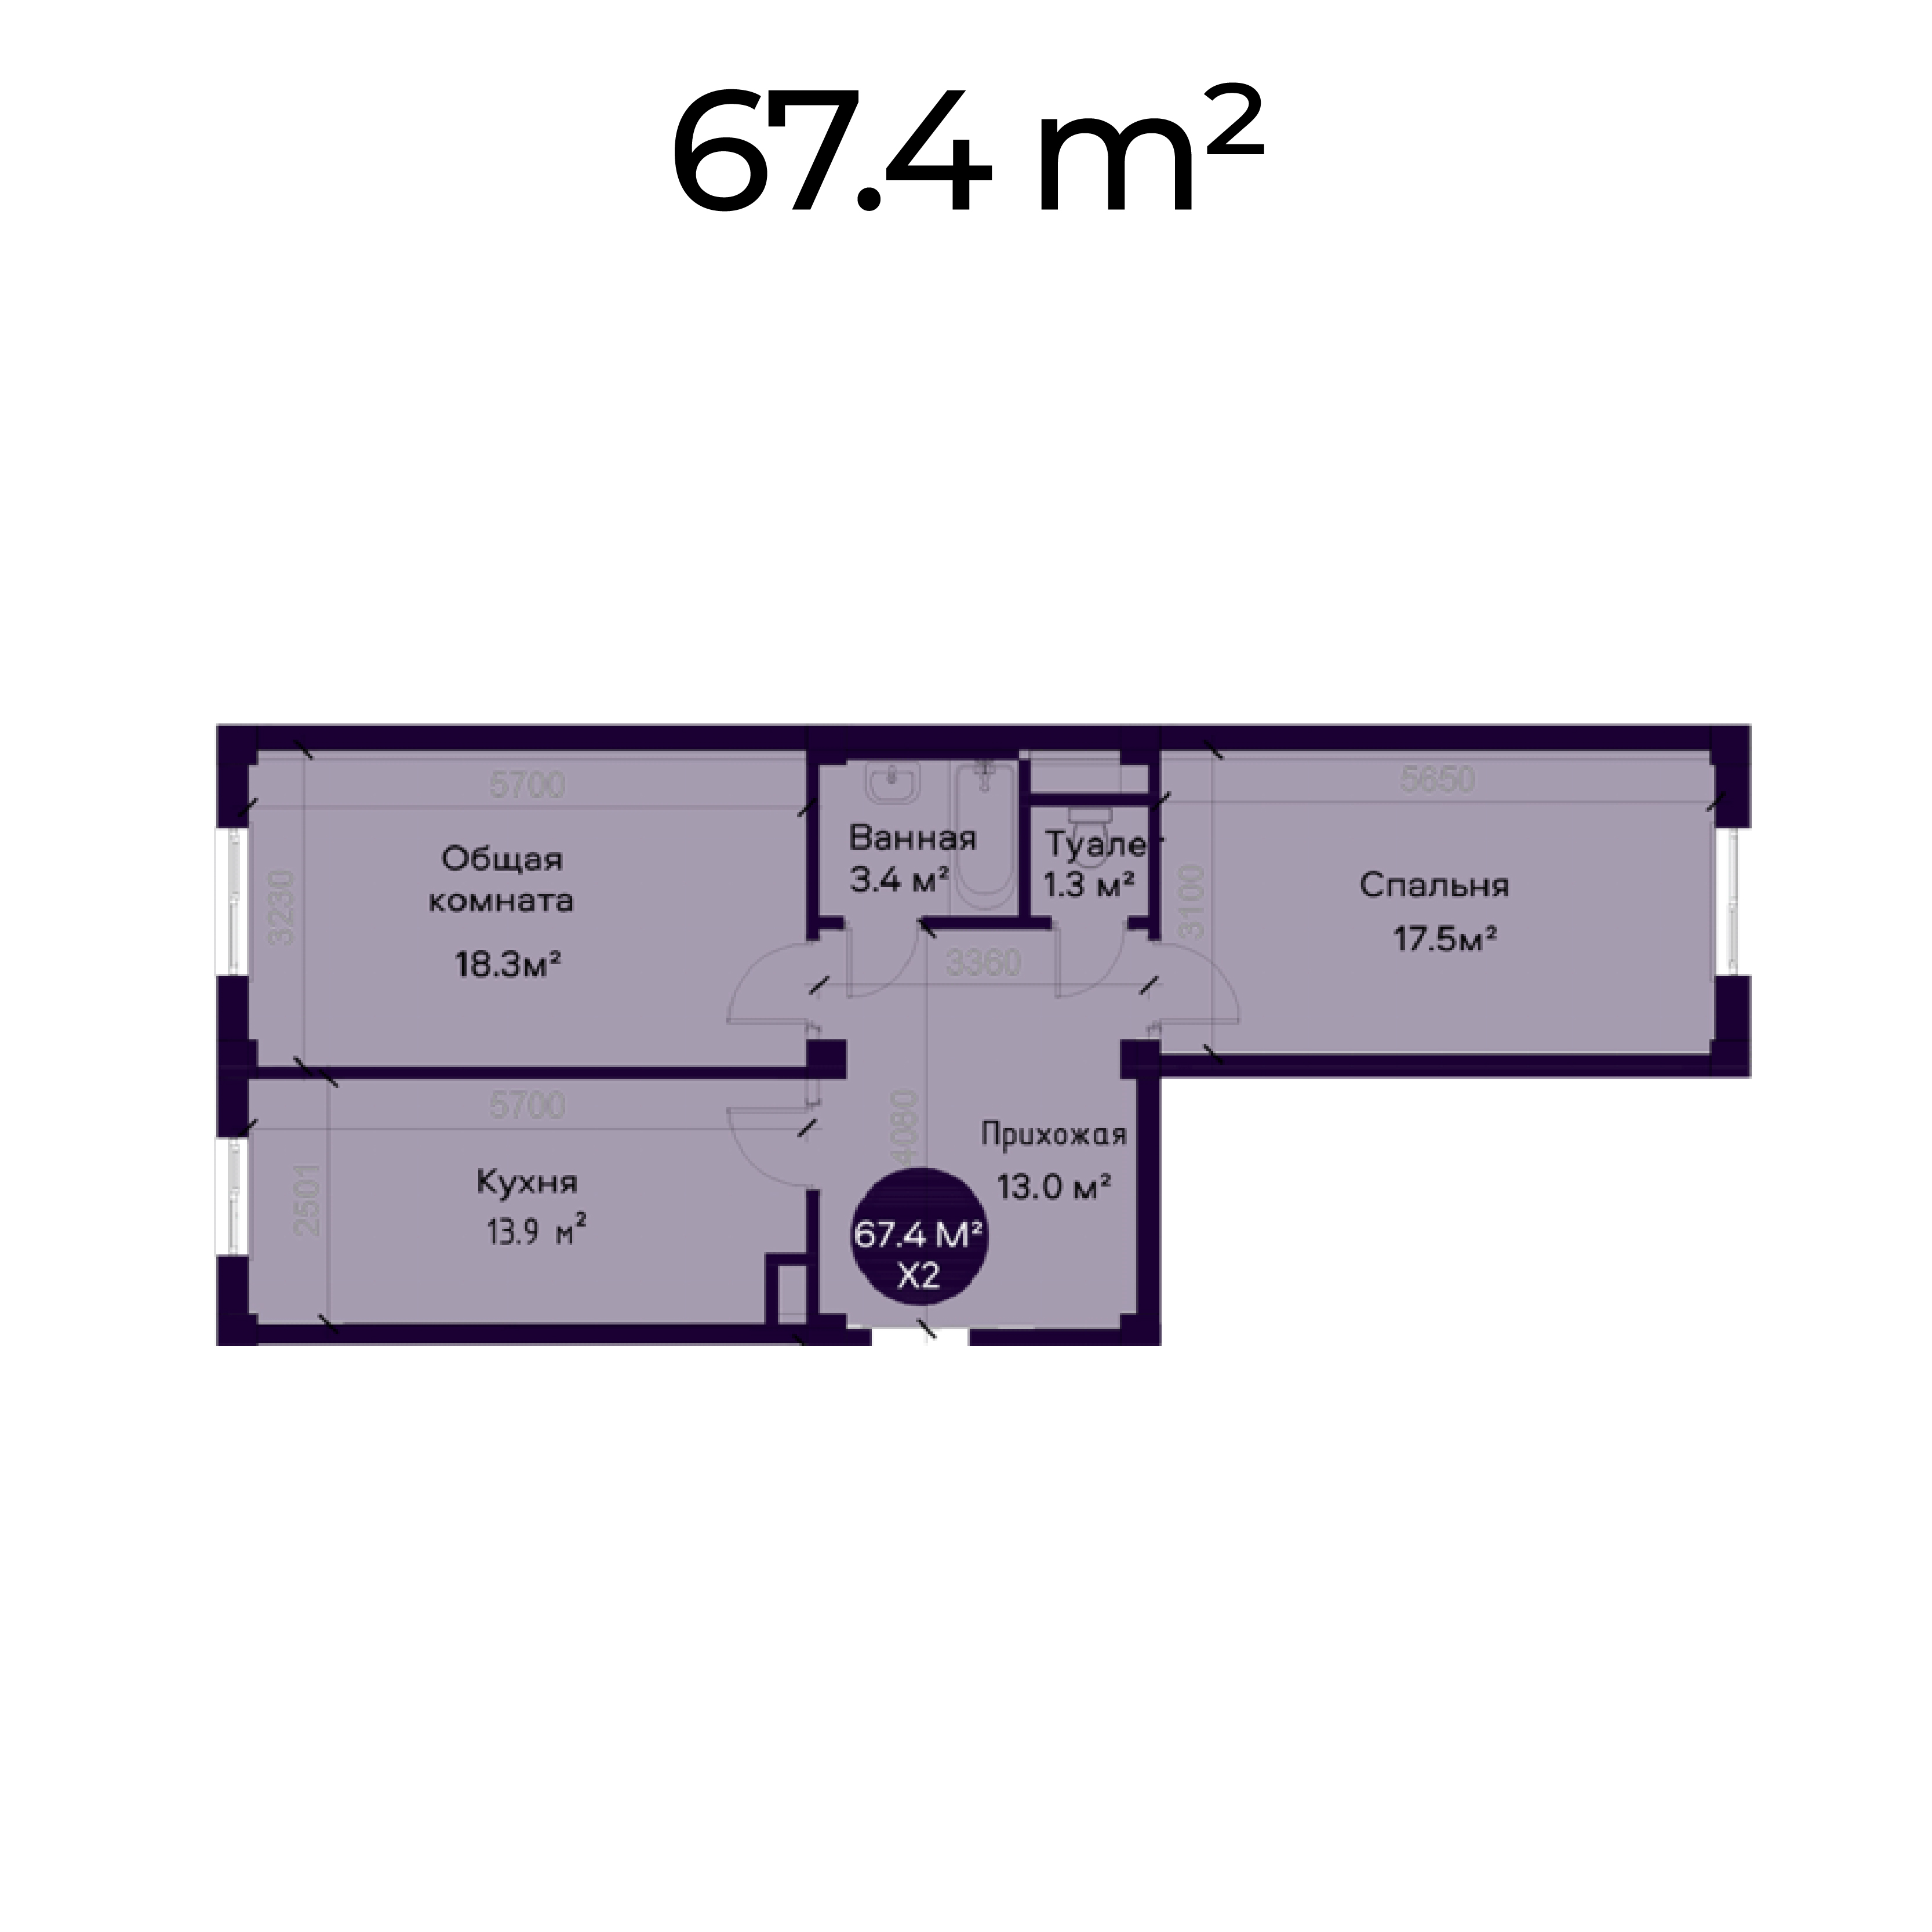 67.4 m²
5700
Общая
комната
18.3м²
3230
Ванная
3.4 м²
Туале
1.3 м²
5650
Спальня
17.5м²
3100
3360
5700
Кухня
13.9 м²
2501
4080
Прихожая
13.0 м²
67.4 М²
X2